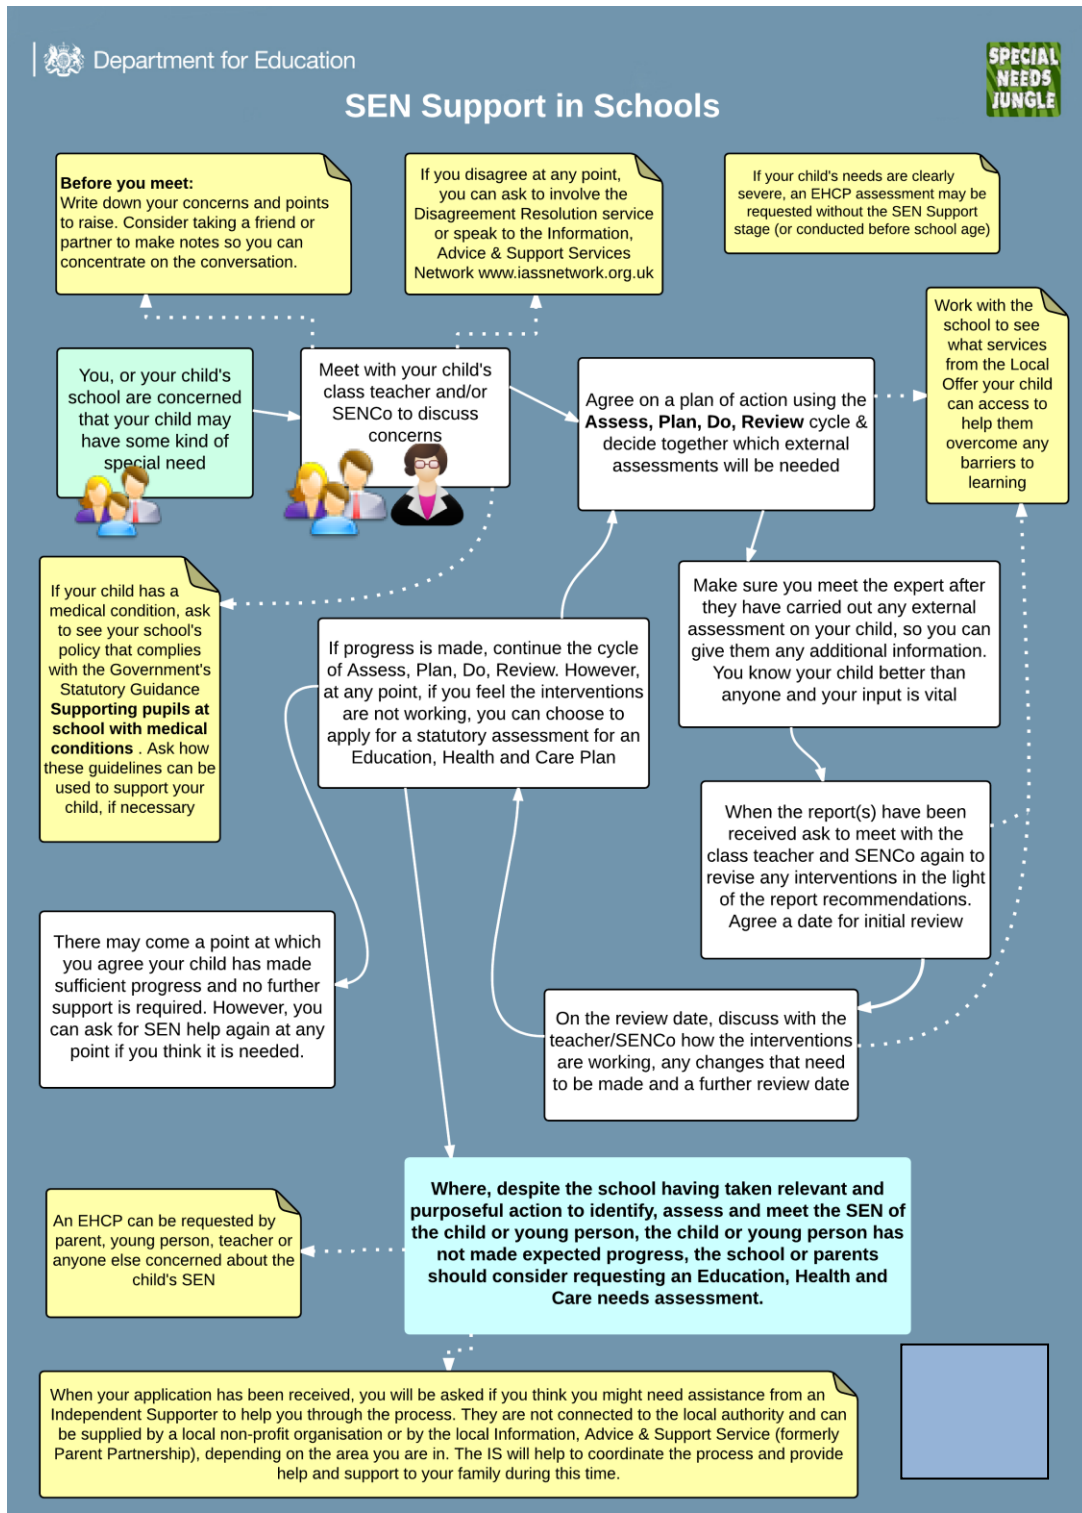 Department for Education
SPECIAL
NEEDS
JUNGLE
SEN Support in Schools
Before you meet:
Write down your concerns and points
to raise. Consider taking a friend or
partner to make notes so you can
concentrate on the conversation.
If you disagree at any point,
you can ask to involve the
Disagreement Resolution service
or speak to the Information,
Advice & Support Services
Network www.iassnetwork.org.uk
If your child's needs are clearly
severe, an EHCP assessment may be
requested without the SEN Support
stage (or conducted before school age)
You, or your child's
school are concerned
that your child may
have some kind of
special need
Meet with your child's
class teacher and/or
SENCo to discuss
concerns
Agree on a plan of action using the
Assess, Plan, Do, Review cycle &
decide together which external
assessments will be needed
Work with the
school to see
what services
from the Local
Offer your child
can access to
help them
overcome any
barriers to
learning
If your child has a
medical condition, ask
to see your school's
policy that complies
with the Government's
Statutory Guidance
Supporting pupils at
school with medical
conditions . Ask how
these guidelines can be
used to support your
child, if necessary
If progress is made, continue the cycle
of Assess, Plan, Do, Review. However,
at any point, if you feel the interventions
are not working, you can choose to
apply for a statutory assessment for an
Education, Health and Care Plan
Make sure you meet the expert after
they have carried out any external
assessment on your child, so you can
give them any additional information.
You know your child better than
anyone and your input is vital
When the report(s) have been
received ask to meet with the
class teacher and SENCo again to
revise any interventions in the light
of the report recommendations.
Agree a date for initial review
There may come a point at which
you agree your child has made
sufficient progress and no further
support is required. However, you
can ask for SEN help again at any
point if you think it is needed.
On the review date, discuss with the
teacher/SENCo how the interventions
are working, any changes that need
to be made and a further review date
Where, despite the school having taken relevant and
purposeful action to identify, assess and meet the SEN of
the child or young person, the child or young person has
not made expected progress, the school or parents
should consider requesting an Education, Health and
Care needs assessment.
An EHCP can be requested by
parent, young person, teacher or
anyone else concerned about the
child's SEN
When your application has been received, you will be asked if you think you might need assistance from an
Independent Supporter to help you through the process. They are not connected to the local authority and can
be supplied by a local non-profit organisation or by the local Information, Advice & Support Service (formerly
Parent Partnership), depending on the area you are in. The IS will help to coordinate the process and provide
help and support to your family during this time.